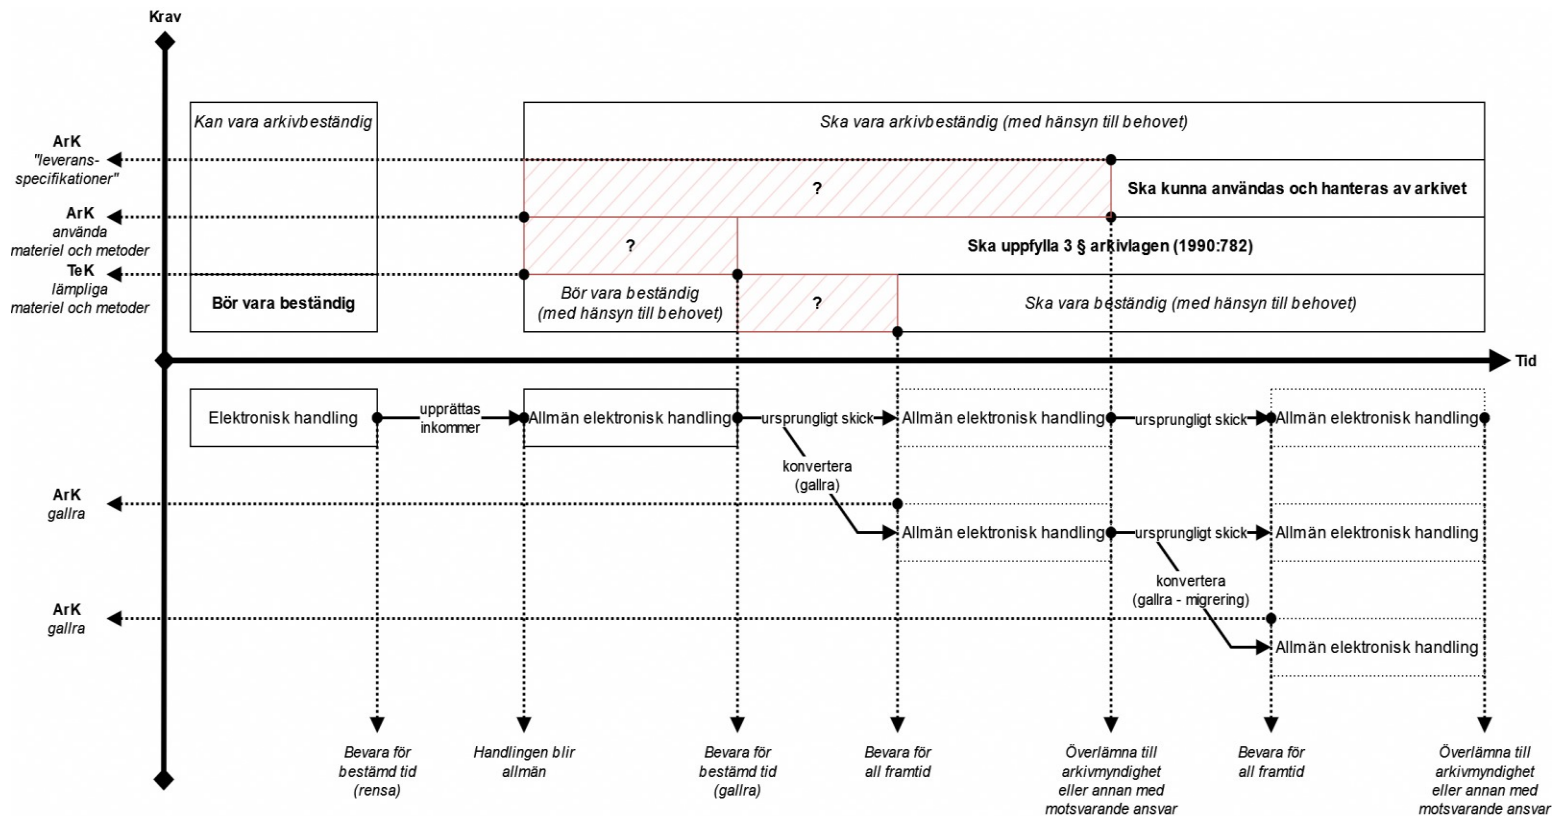 Krav
Kan vara arkivbeständig
Ska vara arkivbeständig (med hänsyn till behovet)
ArK
"leverans-
specifikationer"
?
Ska kunna användas och hanteras av arkivet
ArK
använda
materiel och metoder
?
Ska uppfylla 3 § arkivlagen (1990:782)
TeK
lämpliga
materiel och metoder
Bör vara beständig
Bör vara beständig
(med hänsyn till behovet)
?
Ska vara beständig (med hänsyn till behovet)
Tid
Elektronisk handling
upprättas
inkommer
Allmän elektronisk handling
ursprungligt skick
Allmän elektronisk handling
ursprungligt skick
Allmän elektronisk handling
konvertera
(gallra)
ArK
gallra
Allmän elektronisk handling
ursprungligt skick
Allmän elektronisk handling
konvertera
(gallra - migrering)
ArK
gallra
Allmän elektronisk handling
Bevara för
bestämd tid
(rensa)
Handlingen blir
allmän
Bevara för
bestämd tid
(gallra)
Bevara för
all framtid
Överlämna till
arkivmyndighet
eller annan med
motsvarande ansvar
Bevara för
all framtid
Överlämna till
arkivmyndighet
eller annan med
motsvarande ansvar